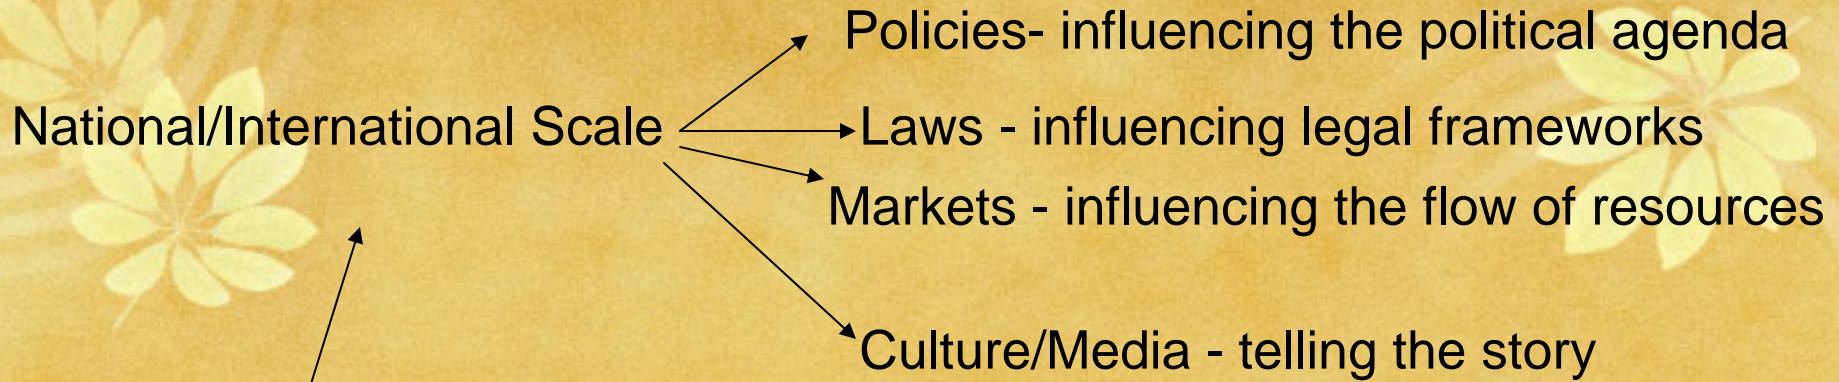 Policies- influencing the political agenda
National/International Scale
Laws - influencing legal frameworks
Markets - influencing the flow of resources
Culture/Media - telling the story